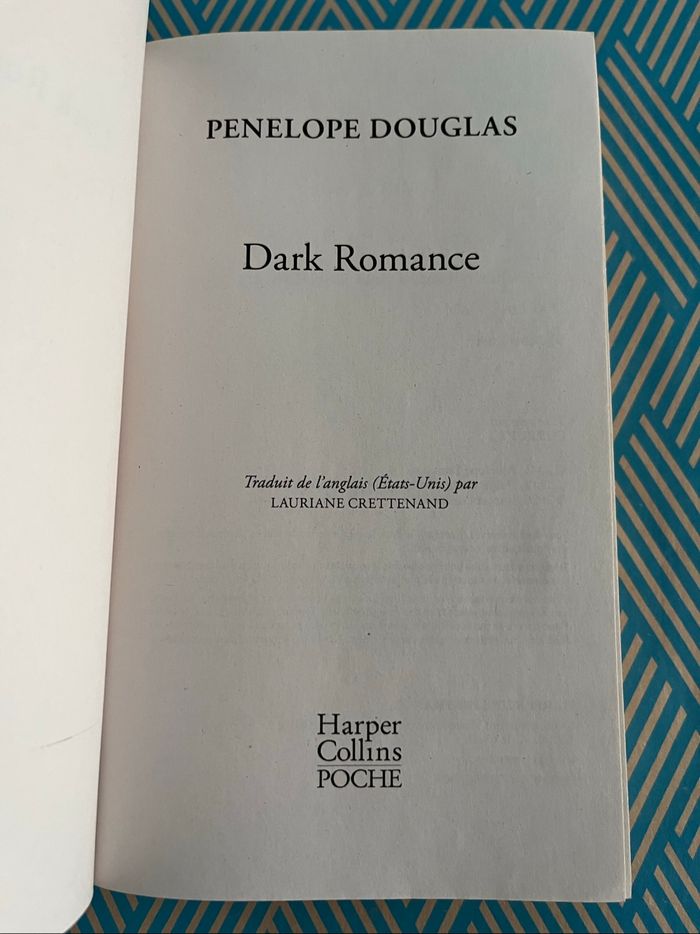 PENELOPE DOUGLAS
Dark Romance
Traduit de l'anglais (États-Unis) par
LAURIANE CRETTENAND
Harper
Collins
POCHE